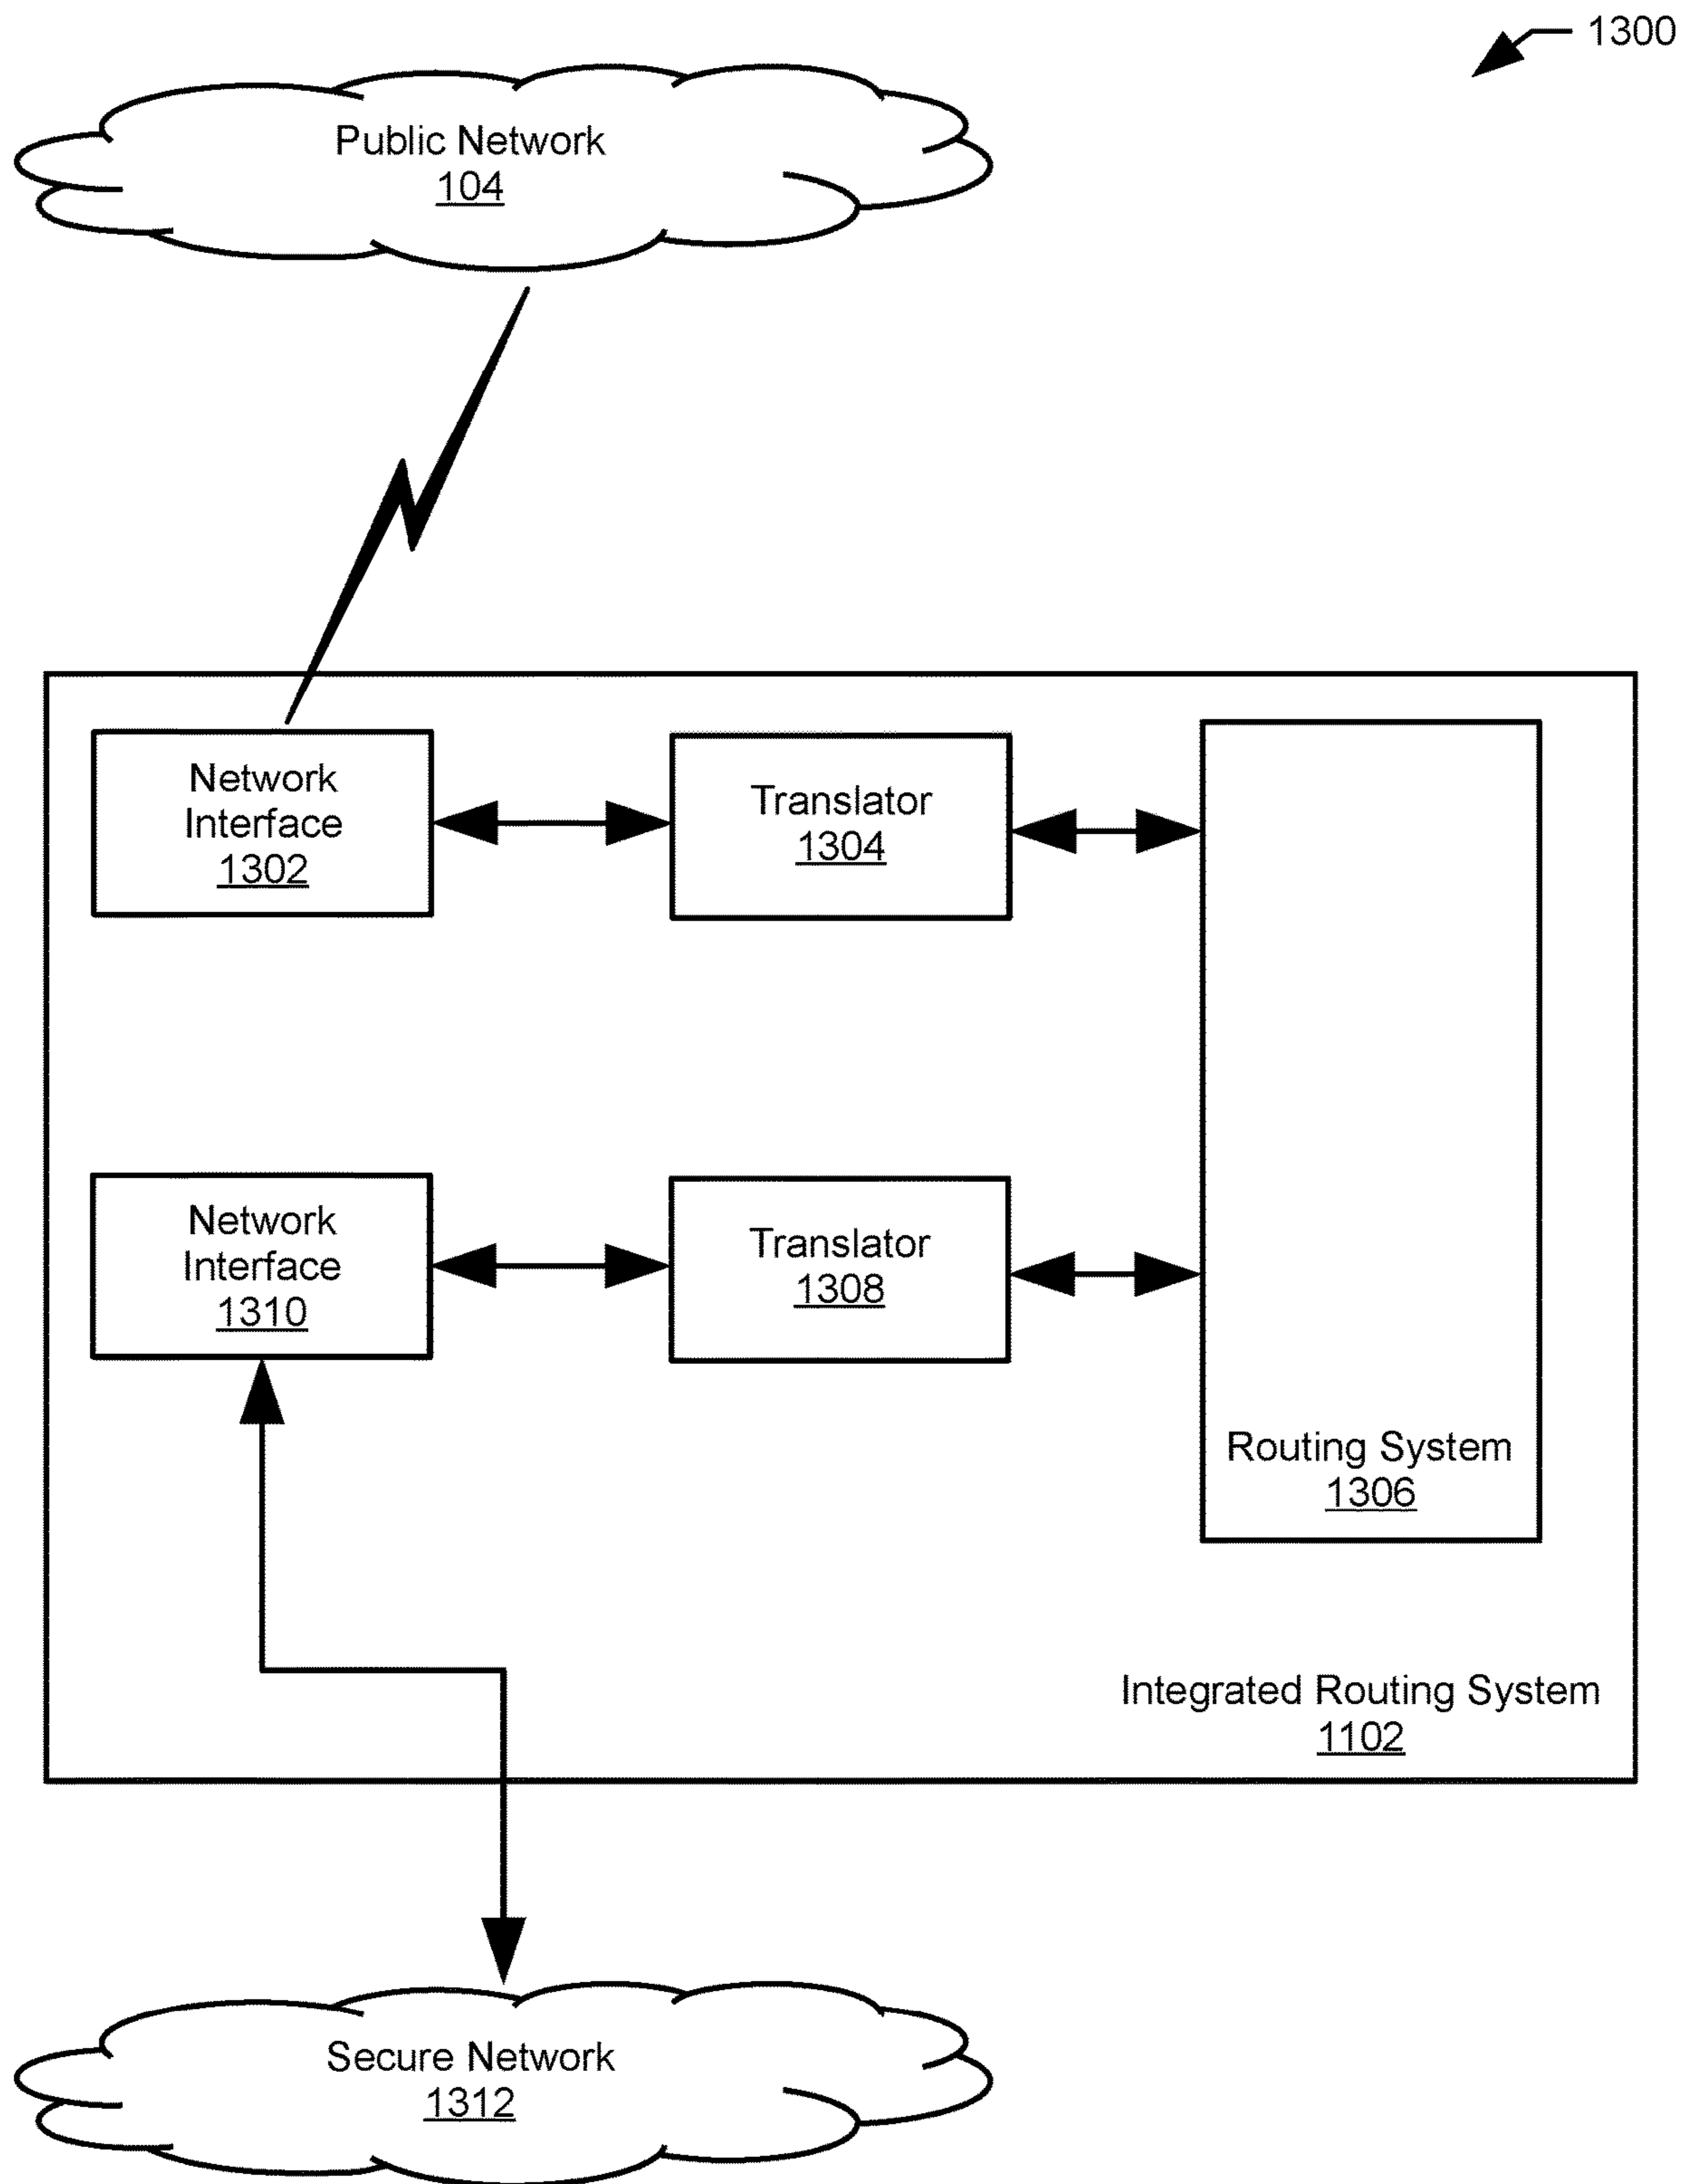 1300
Public Network
104
Network
Interface
1302
Translator
1304
Network
Interface
1310
Translator
1308
Routing System
1306
Integrated Routing System
1102
Secure Network
1312